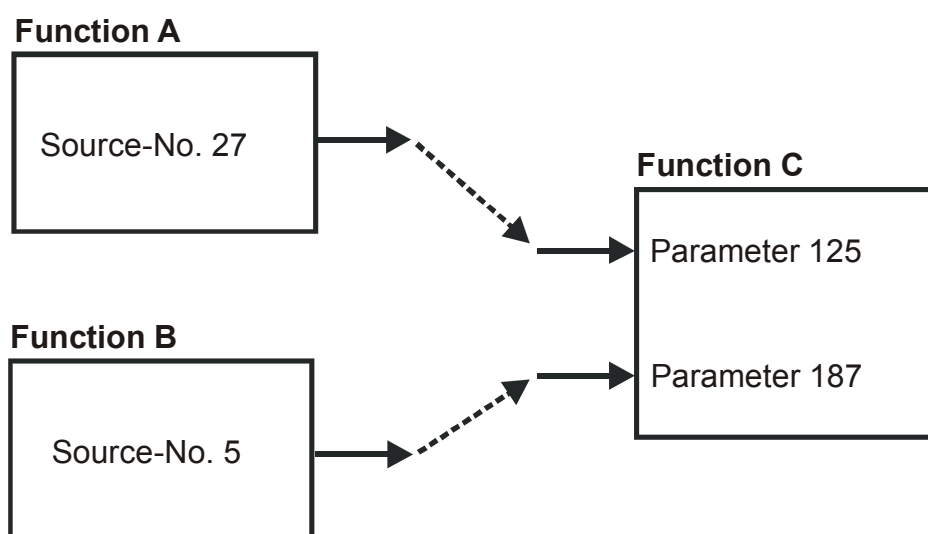 Function A
Source-No. 27
Function C
Parameter 125
Function B
Parameter 187
Source-No. 5